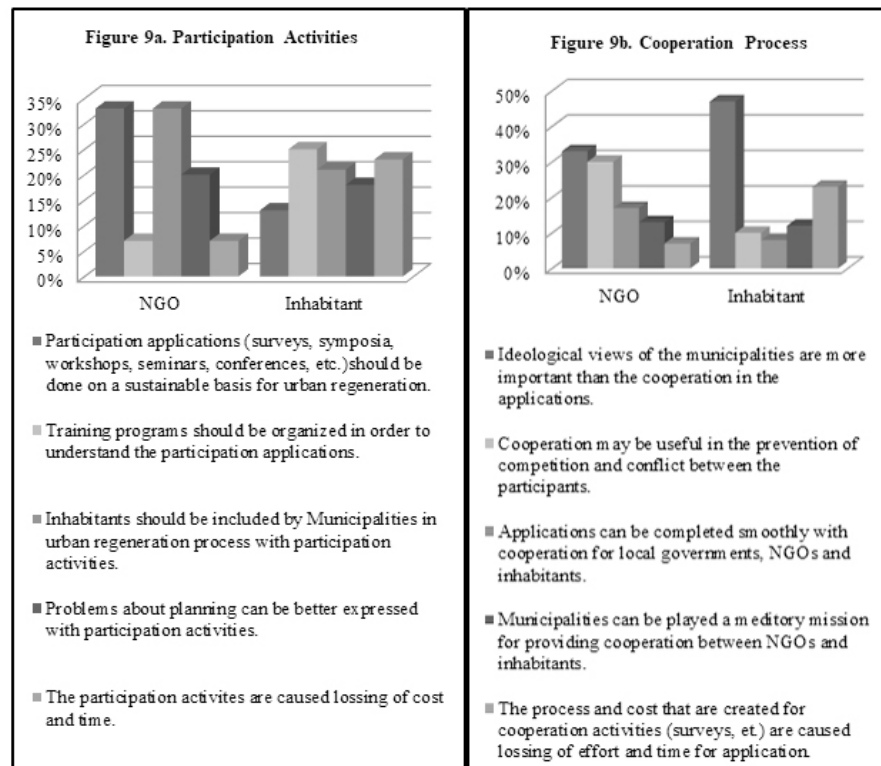 Figure 9a. Participation Activities
35%
30%
25%
20%
15%
10%
5%
0%
NGO
Inhabitant
Participation applications (surveys, symposia,
workshops, seminars, conferences, etc.)should be
done on a sustainable basis for urban regeneration.
Training programs should be organized in order to
understand the participation applications.
Inhabitants should be included by Municipalities in
urban regeneration process with participation
activities.
Problems about planning can be better expressed
with participation activities.
The participation activites are caused lossing of cost
and time.
Figure 9b. Cooperation Process
50%
40%
30%
20%
10%
0%
NGO
Inhabitant
Ideological views of the municipalities are more
important than the cooperation in the
applications.
Cooperation may be useful in the prevention of
competition and conflict between the
participants.
Applications can be completed smoothly with
cooperation for local governments, NGOs and
inhabitants.
Municipalities can be played a meditory mission
for providing cooperation between NGOs and
inhabitants.
The process and cost that are created for
cooperation activities (surveys, et.) are caused
lossing of effort and time for application.